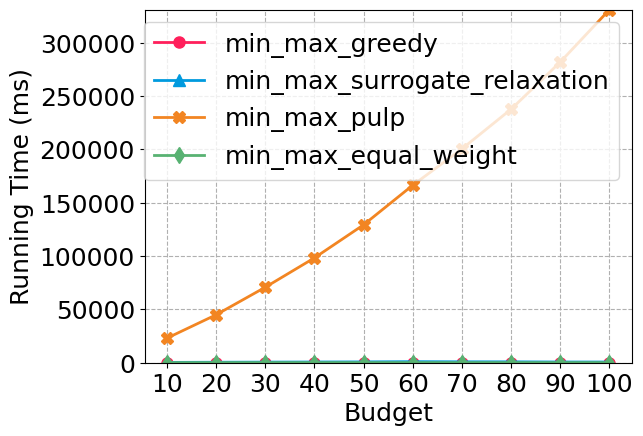 300000
250000
200000
150000
100000
50000
0
Running Time (ms)
min_max_greedy
min_max_surrogate_relaxation
min_max_pulp
min_max_equal_weight
10 20 30 40 50 60 70 80 90 100
Budget